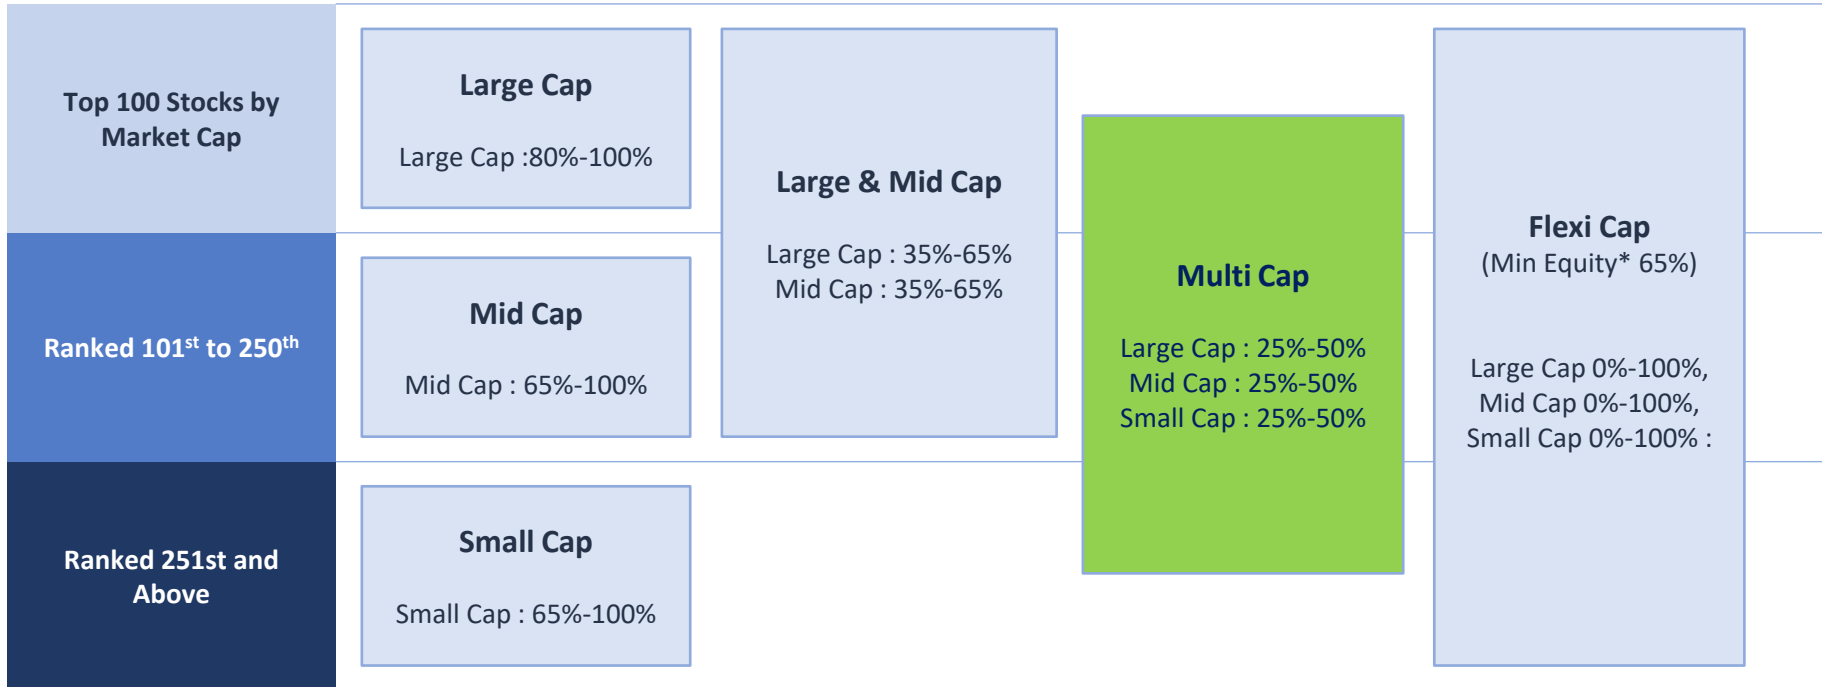 Top 100 Stocks by
Market Cap
Large Cap
Large Cap :80%-100%
Large & Mid Cap
Large Cap : 35%-65%
Mid Cap : 35%-65%
Multi Cap
Large Cap : 25%-50%
Mid Cap : 25%-50%
Small Cap : 25%-50%
Flexi Cap
(Min Equity* 65%)
Large Cap 0%-100%,
Mid Cap 0%-100%,
Small Cap 0%-100% :
Ranked 101st to 250th
Mid Cap
Mid Cap : 65%-100%
Ranked 251st and
Above
Small Cap
Small Cap : 65%-100%